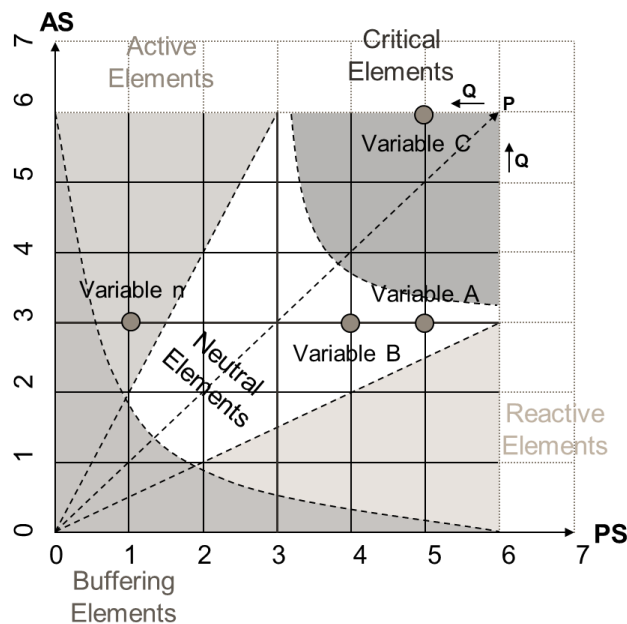 AS
7
Active
Elements
Critical
Elements
Q
P
6
Variable C
Q
5
4
Variable n
Variable A
3
Variable B
Neutral
Elements
2
Reactive
Elements
1
0
PS
0 1 2 3 4 5 6 7
Buffering
Elements